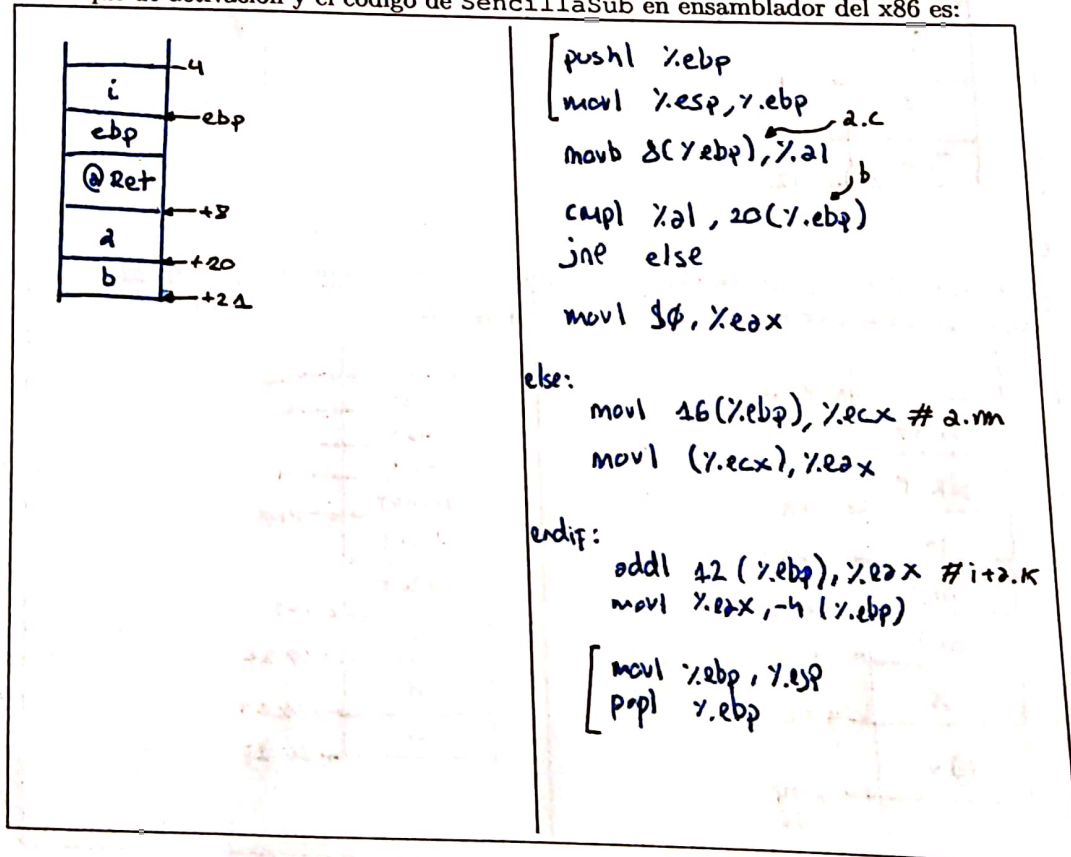 de activación y el código de SencillaSub en ensamblador del x86 es:
-4
i
ebp
ebp
@Ret
+8
a
+20
b
+21
pushl %ebp
movl %esp, %ebp
a.c
movb 8(%ebp), %al
b
cmpl %al, 20(%ebp)
jne else
movl $0, %eax
else:
movl 16(%ebp), %ecx # a.m
movl (%ecx), %eax
endif:
addl 12(%ebp), %eax # i+a.k
movl %eax, -4(%ebp)
movl %ebp, %esp
popl %ebp